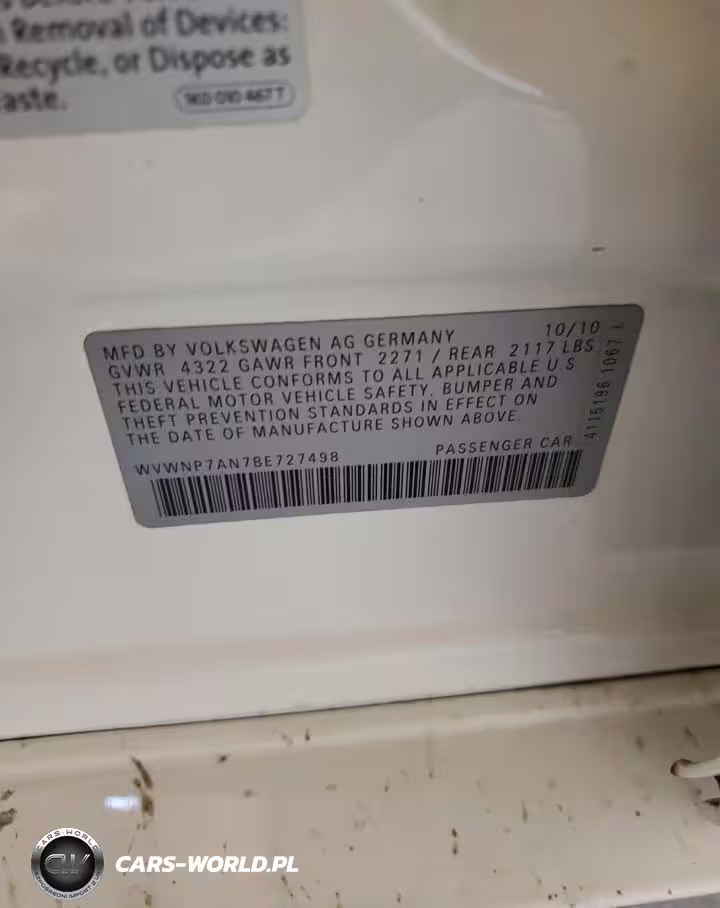 Removal of Devices:
Recycle, or Dispose as
aste.
1K0 010 467 T
MFD BY VOLKSWAGEN AG GERMANY 10/10
GVWR 4322 GAWR FRONT 2271 / REAR 2117 LBS
THIS VEHICLE CONFORMS TO ALL APPLICABLE U S
FEDERAL MOTOR VEHICLE SAFETY, BUMPER AND
THEFT PREVENTION STANDARDS IN EFFECT ON
THE DATE OF MANUFACTURE SHOWN ABOVE.
WVWNP7AN7BE727498 PASSENGER CAR
4115196 1067
CARS-WORLD
CW
CARS-WORLD.PL